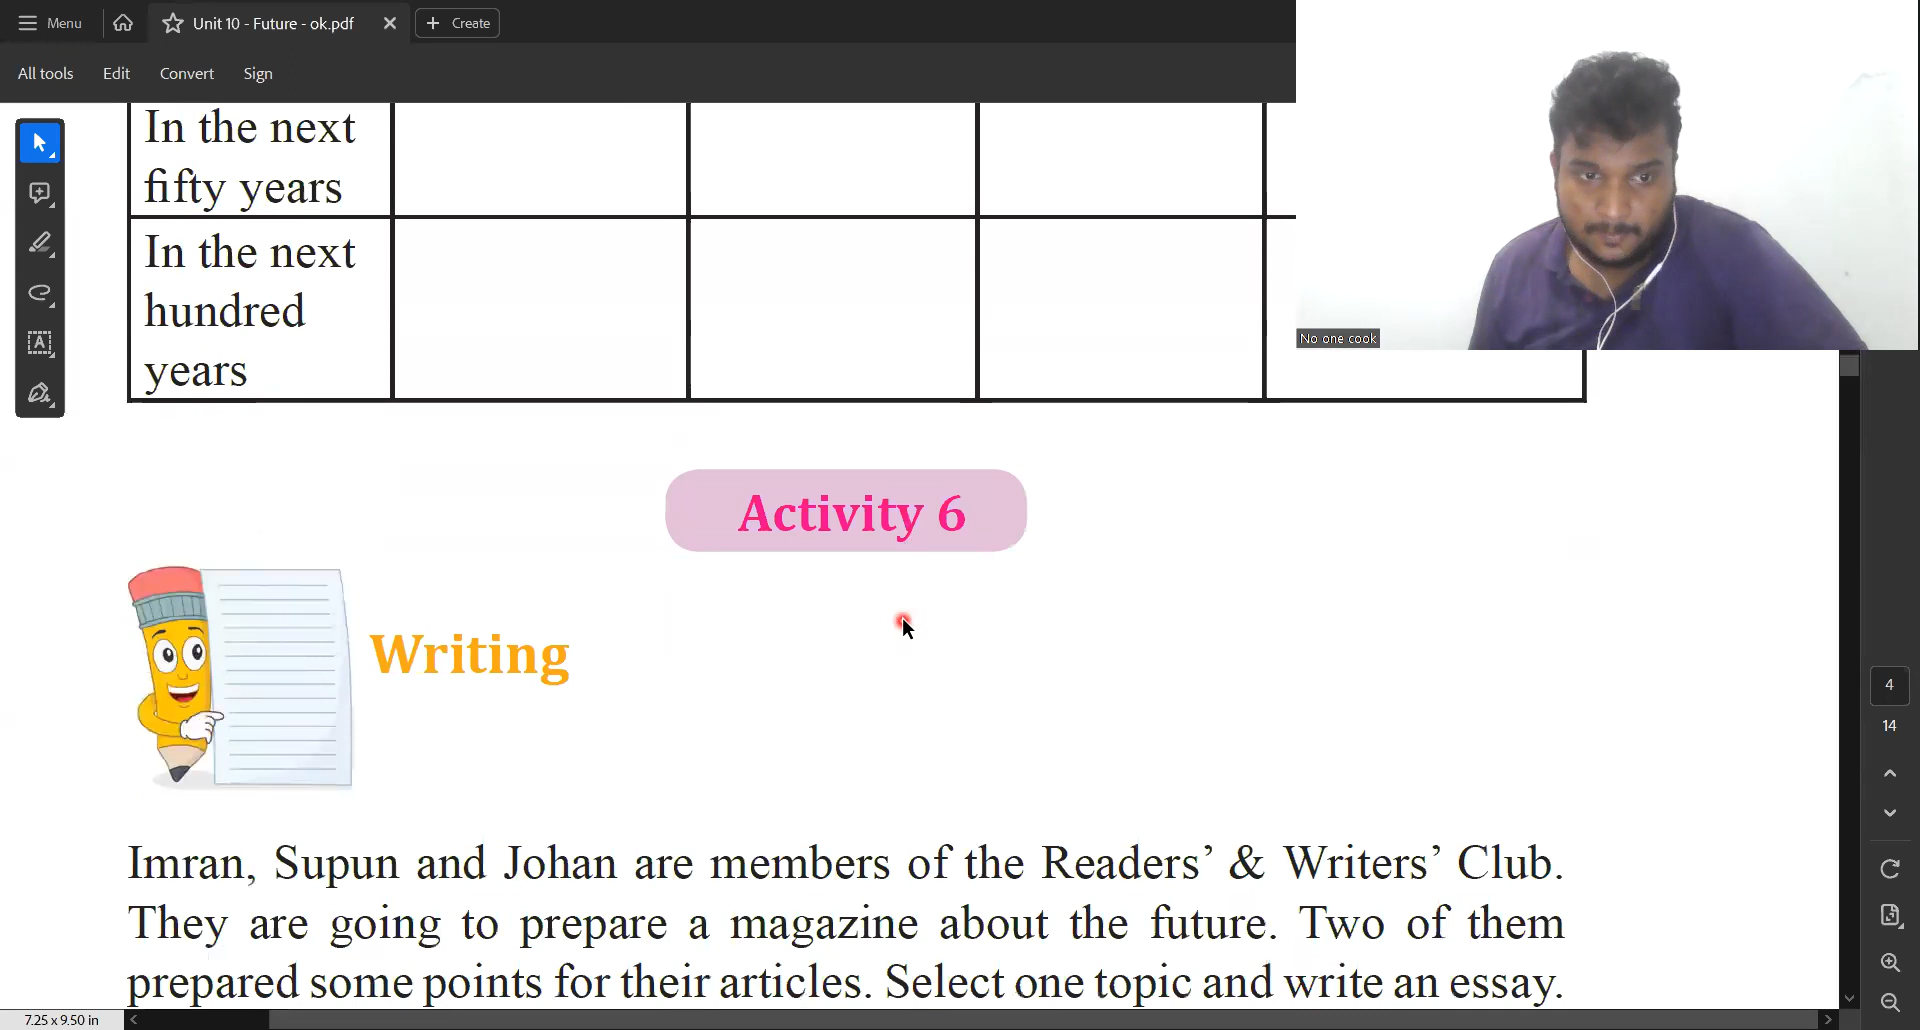 Menu
Unit 10 - Future - ok.pdf
Create
All tools
Edit
Convert
Sign
In the next
fifty years
In the next
hundred
years
No one cook
Activity 6
Writing
4
14
Imran, Supun and Johan are members of the Readers’ & Writers’ Club.
They are going to prepare a magazine about the future. Two of them
prepared some points for their articles. Select one topic and write an essay.
7.25 x 9.50 in